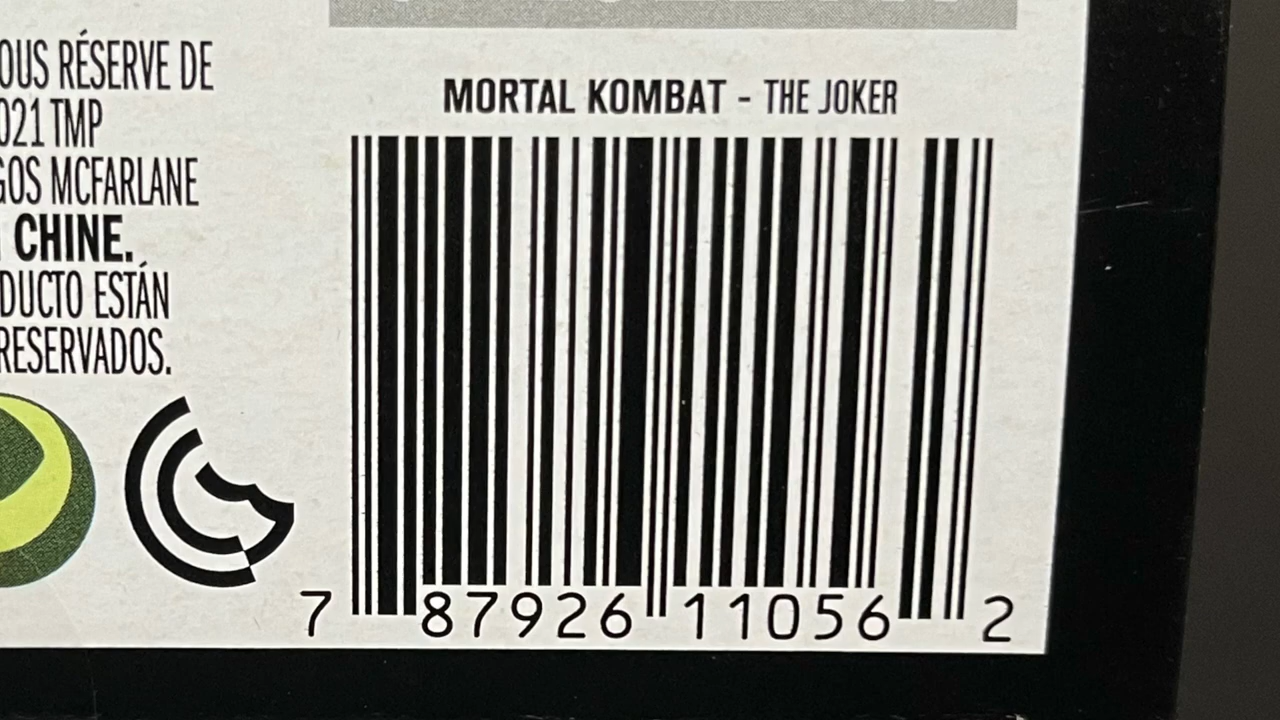 OUS RÉSERVE DE
021 TMP
GOS MCFARLANE
CHINE.
DUCTO ESTÁN
RESERVADOS.
MORTAL KOMBAT - THE JOKER
7 87926 11056 2